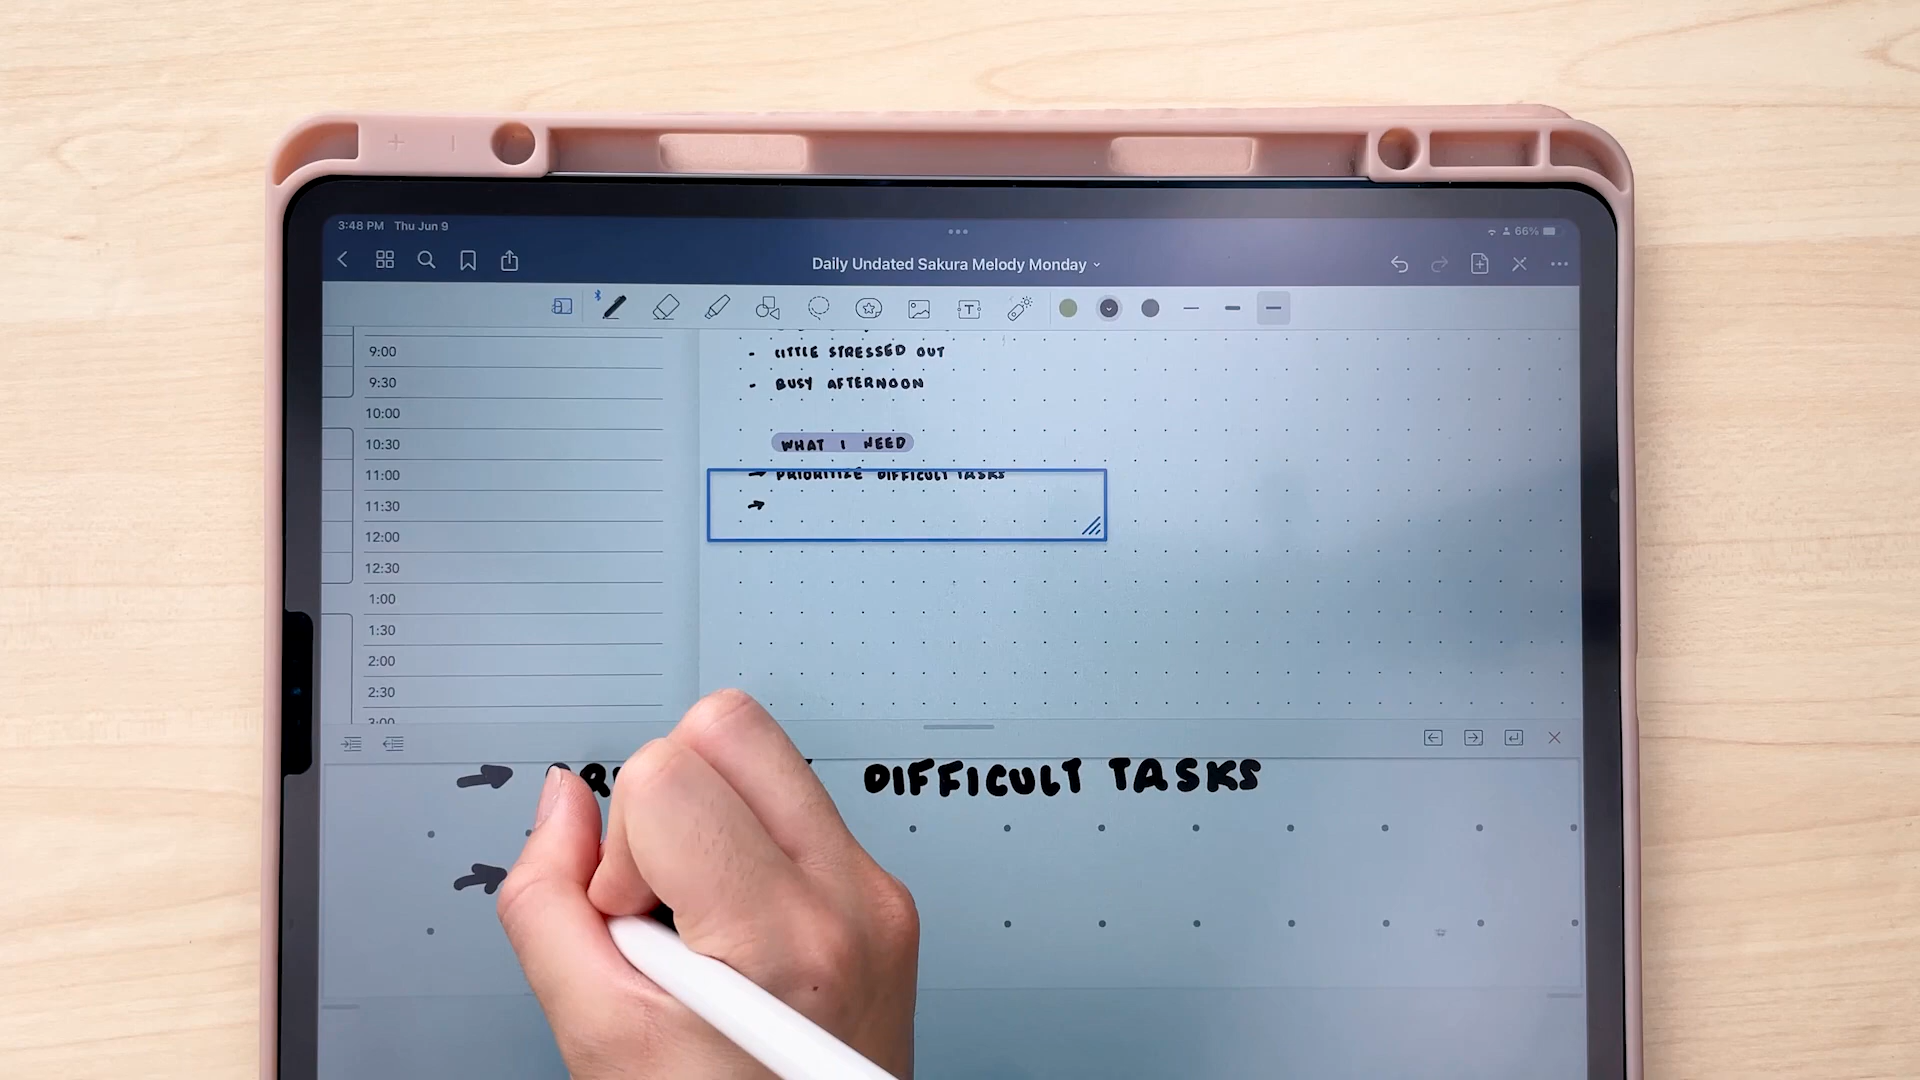 3:48 PM Thu Jun 9
66%
Daily Undated Sakura Melody Monday
9:00
9:30
10:00
10:30
11:00
11:30
12:00
12:30
1:00
1:30
2:00
2:30
3:00
- LITTLE STRESSED OUT
- BUSY AFTERNOON
WHAT I NEED
→ PRIORITIZE DIFFICULT TASKS
→
→ DIFFICULT TASKS
→